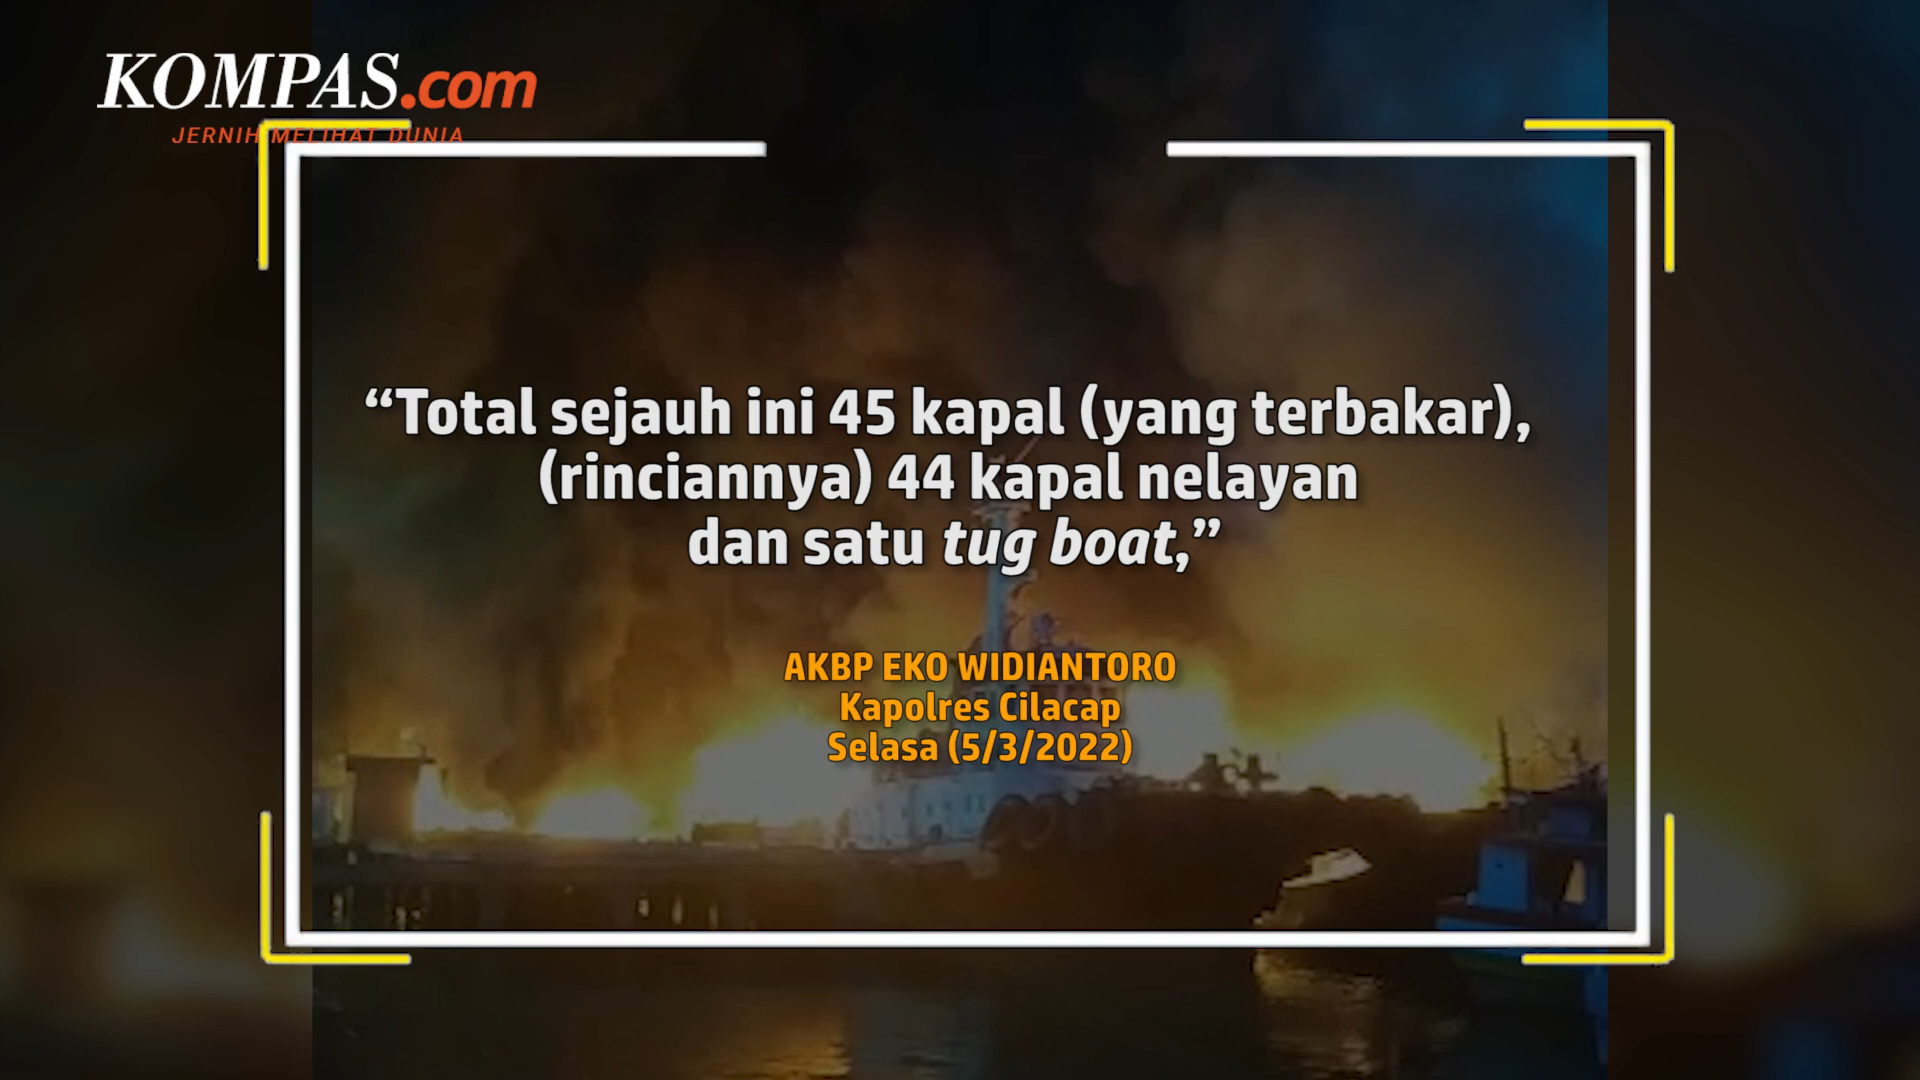 KOMPAS.com
JERNIH MELIHAT DUNIA
“Total sejauh ini 45 kapal (yang terbakar),
(rinciannya) 44 kapal nelayan
dan satu tug boat,”
AKBP EKO WIDIANTORO
Kapolres Cilacap
Selasa (5/3/2022)